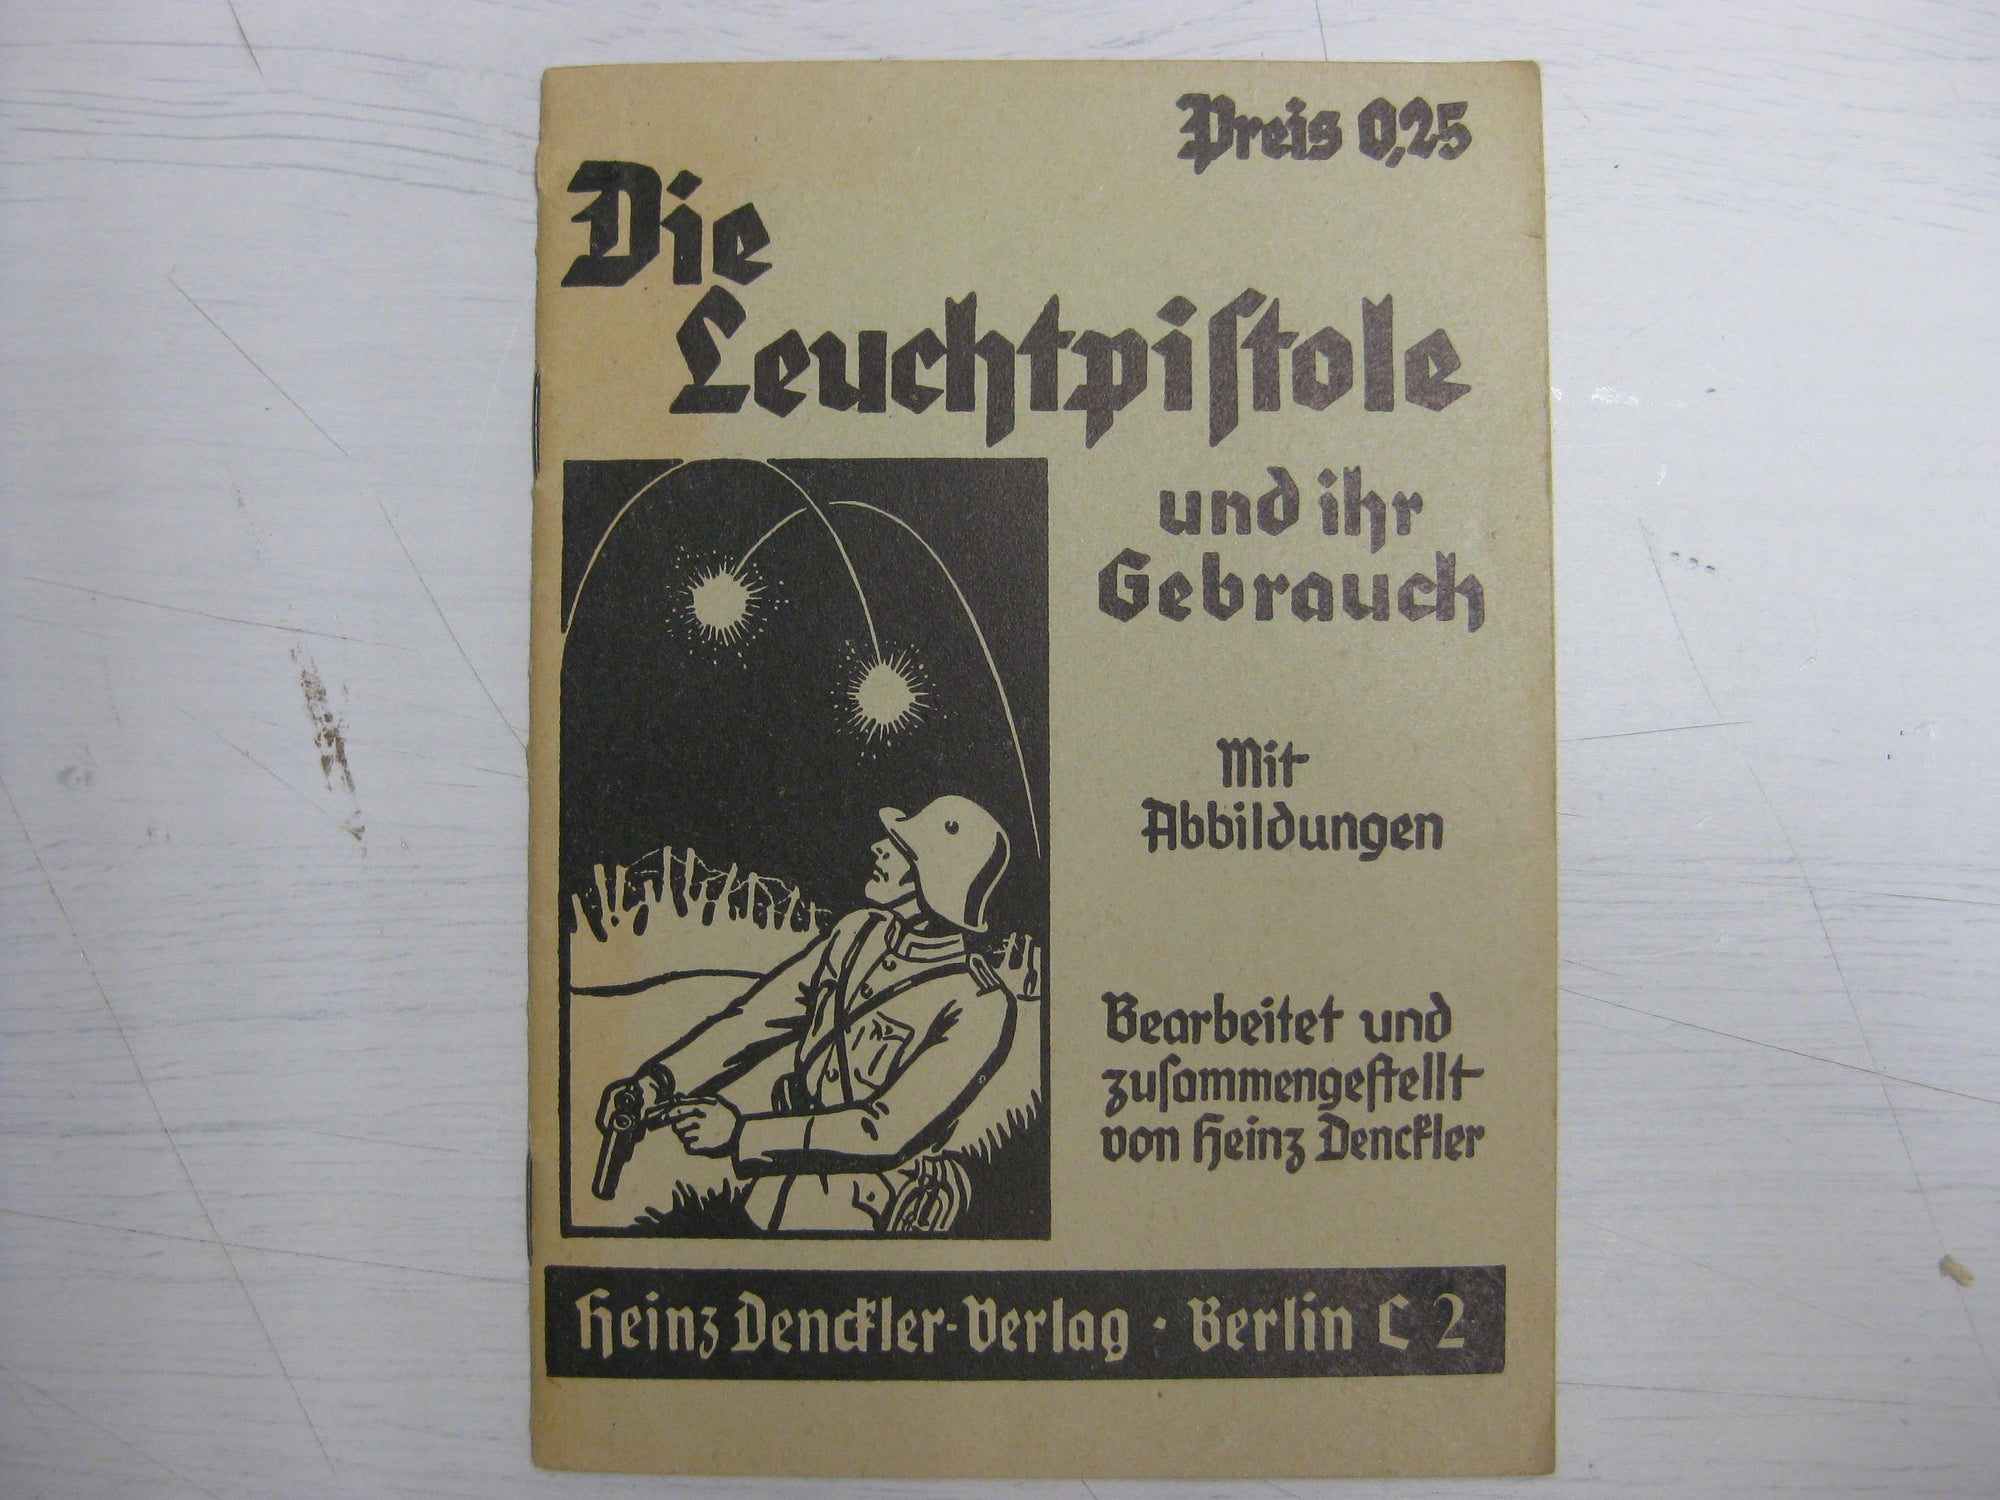 Preis 0,25
Die
Leuchtpiſtole
und ihr
Gebrauch
Mit
Abbildungen
Bearbeitet und
zuſammengeſtellt
von Heinz Denckler
Heinz Denckler-Verlag · Berlin C 2